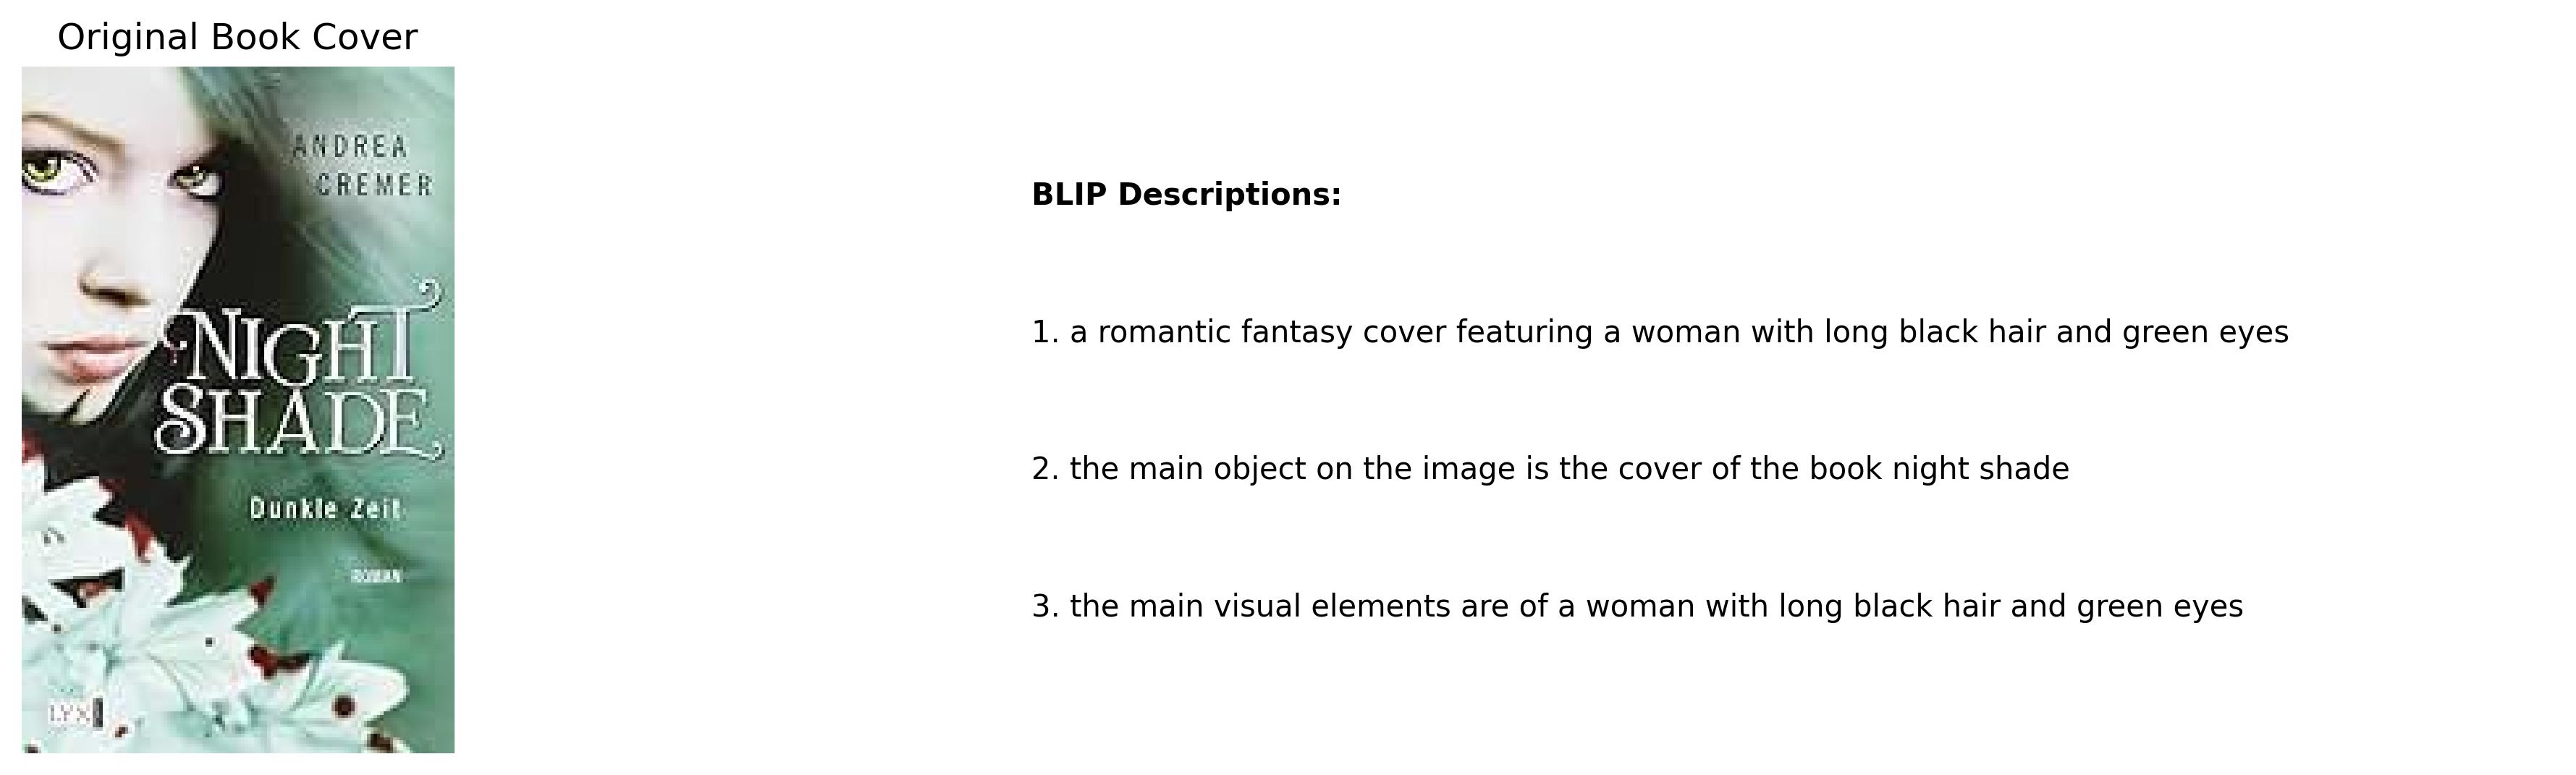 Original Book Cover
ANDREA
CREMER
NIGHT
SHADE
Dunkle Zeit
ROMAN
LYX
BLIP Descriptions:
1. a romantic fantasy cover featuring a woman with long black hair and green eyes
2. the main object on the image is the cover of the book night shade
3. the main visual elements are of a woman with long black hair and green eyes